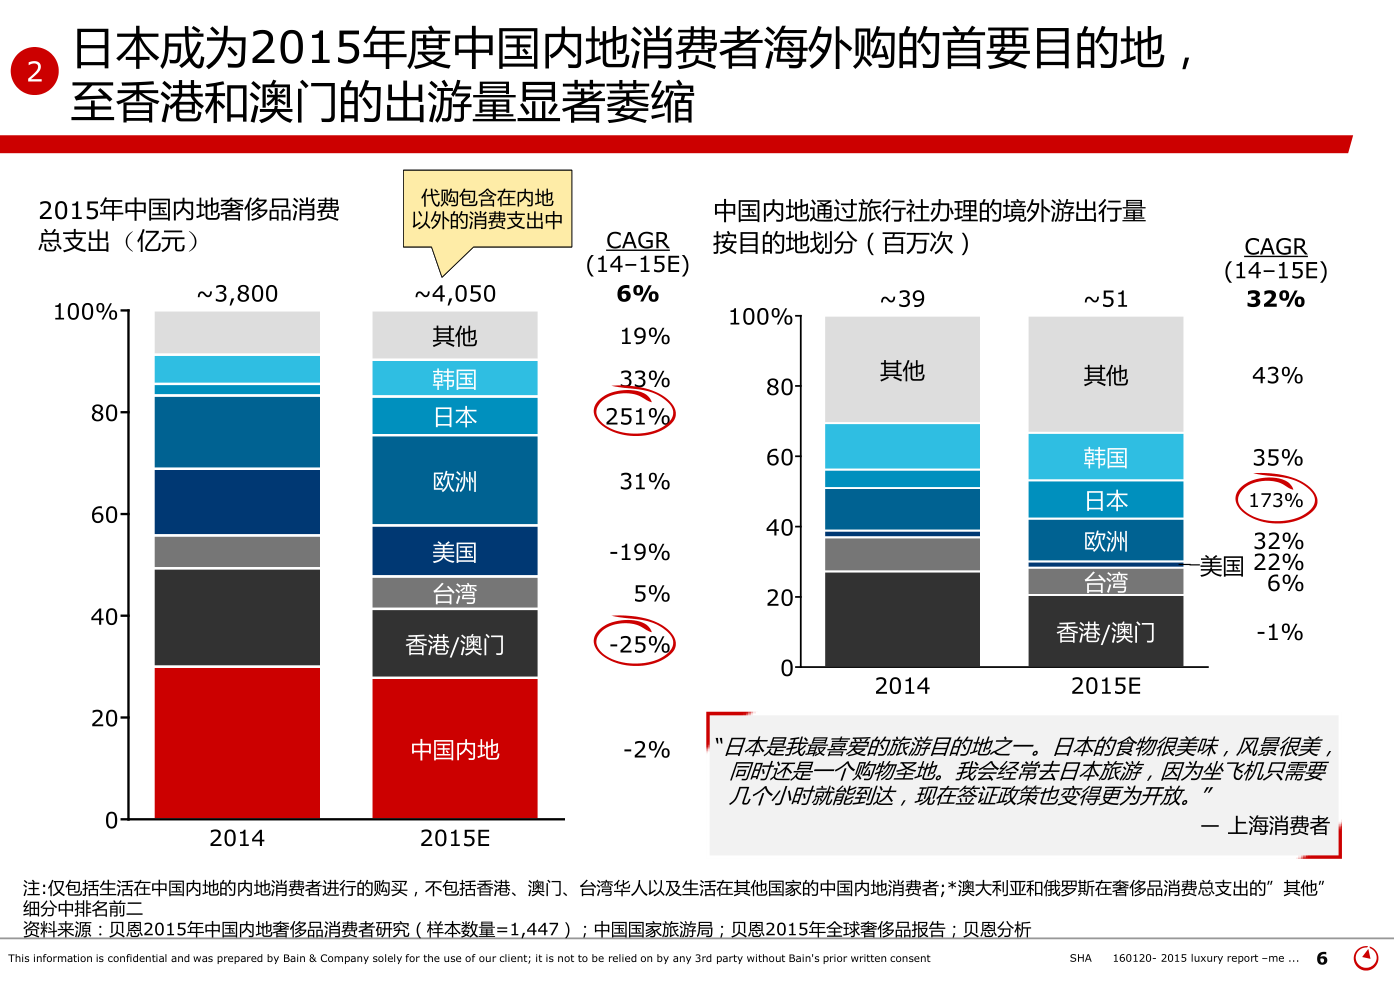 2
日本成为2015年度中国内地消费者海外购的首要目的地，
至香港和澳门的出游量显著萎缩
2015年中国内地奢侈品消费
总支出（亿元）
代购包含在内地
以外的消费支出中
CAGR
(14–15E)
~3,800
~4,050
6%
100%
80
60
40
20
0
其他
韩国
日本
欧洲
美国
台湾
香港/澳门
中国内地
19%
33%
251%
31%
-19%
5%
-25%
-2%
2014
2015E
中国内地通过旅行社办理的境外游出行量
按目的地划分（百万次）
CAGR
(14–15E)
~39
~51
32%
100%
80
60
40
20
0
其他
其他
韩国
日本
欧洲
美国
台湾
香港/澳门
43%
35%
173%
32%
22%
6%
-1%
2014
2015E
“日本是我最喜爱的旅游目的地之一。日本的食物很美味，风景很美，
同时还是一个购物圣地。我会经常去日本旅游，因为坐飞机只需要
几个小时就能到达，现在签证政策也变得更为开放。”
— 上海消费者
注:仅包括生活在中国内地的内地消费者进行的购买，不包括香港、澳门、台湾华人以及生活在其他国家的中国内地消费者;*澳大利亚和俄罗斯在奢侈品消费总支出的”其他”
细分中排名前二
资料来源：贝恩2015年中国内地奢侈品消费者研究（样本数量=1,447）；中国国家旅游局；贝恩2015年全球奢侈品报告；贝恩分析
This information is confidential and was prepared by Bain & Company solely for the use of our client; it is not to be relied on by any 3rd party without Bain's prior written consent
SHA
160120- 2015 luxury report –me ...
6